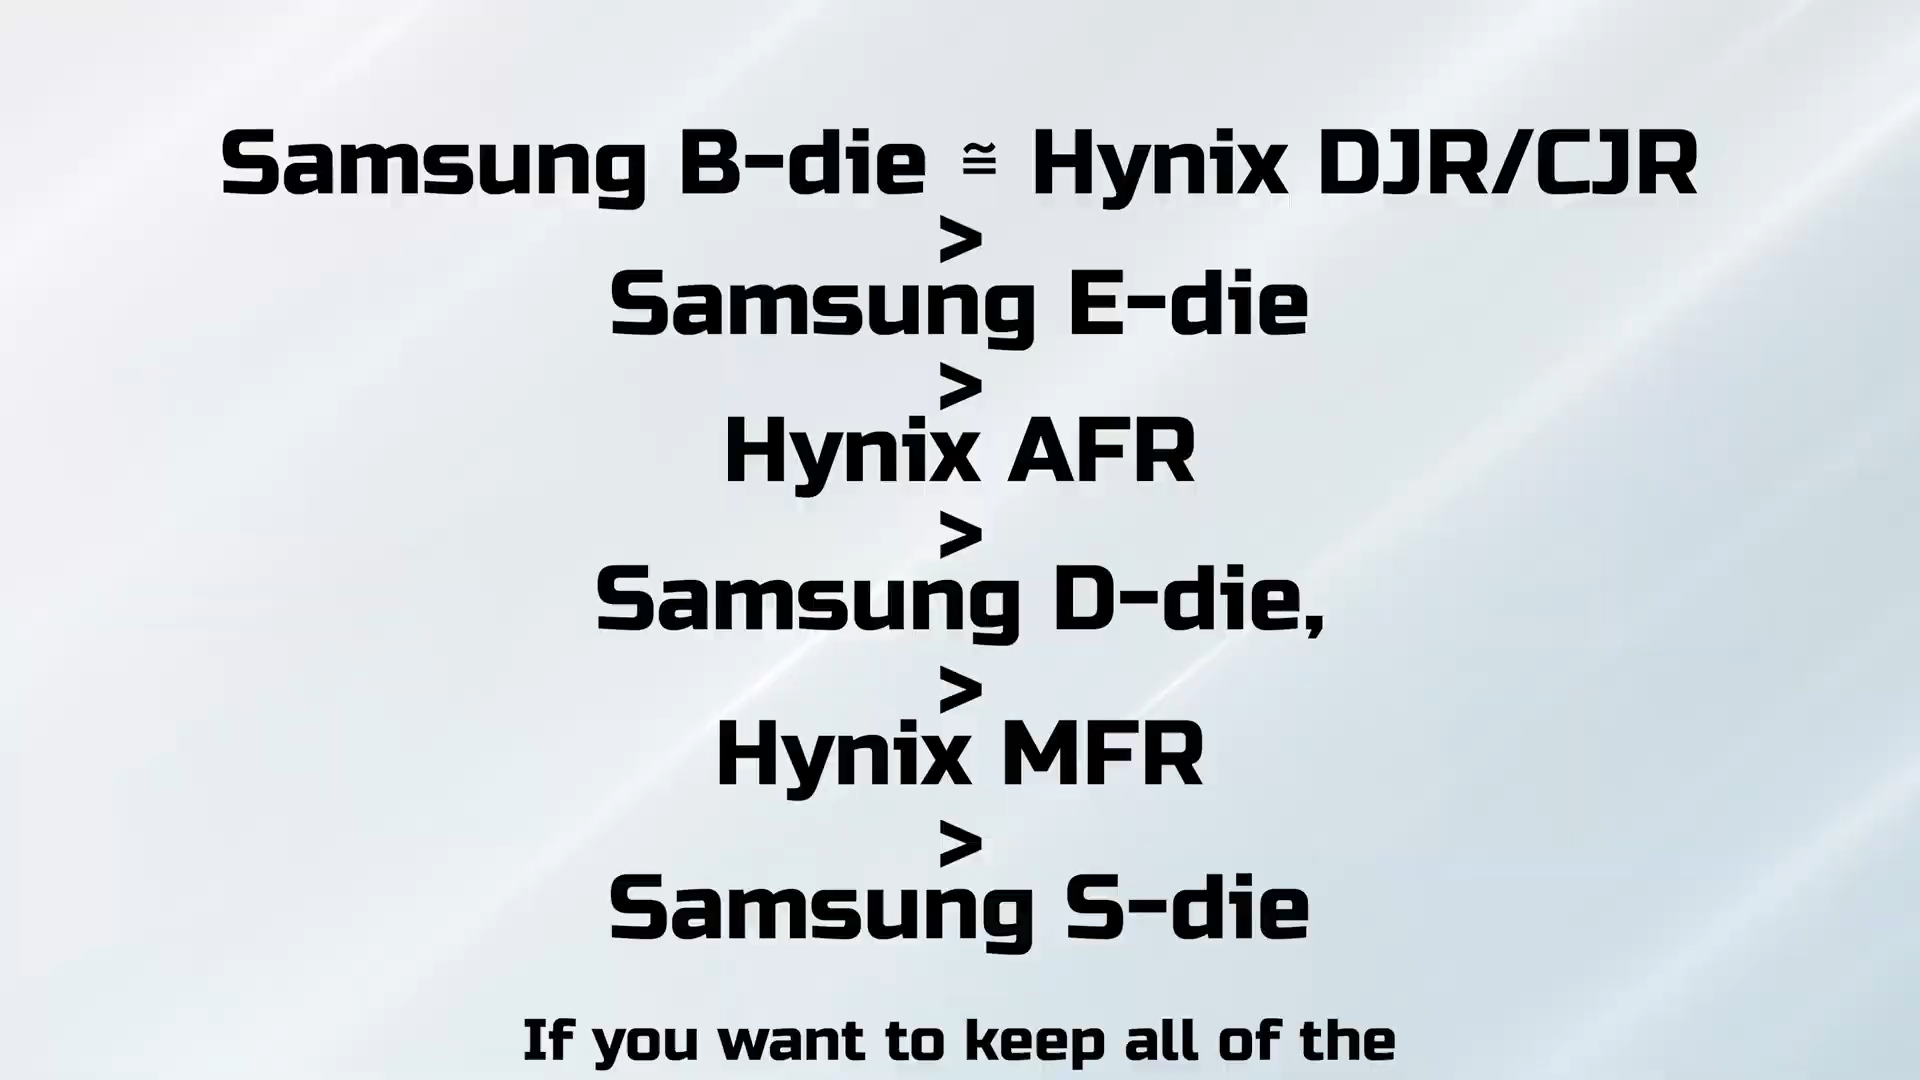 Samsung B-die ≅ Hynix DJR/CJR
>
Samsung E-die
>
Hynix AFR
>
Samsung D-die,
>
Hynix MFR
>
Samsung S-die
If you want to keep all of the